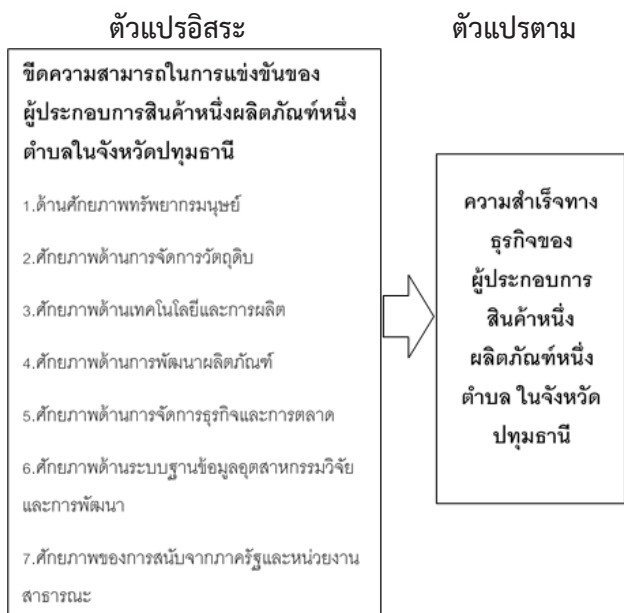 ตัวแปรอิสระ
ขีดความสามารถในการแข่งขันของ
ผู้ประกอบการสินค้าหนึ่งผลิตภัณฑ์หนึ่ง
ตำบลในจังหวัดปทุมธานี
1.ด้านศักยภาพทรัพยากรมนุษย์
2.ศักยภาพด้านการจัดการวัตถุดิบ
3.ศักยภาพด้านเทคโนโลยีและการผลิต
4.ศักยภาพด้านการพัฒนาผลิตภัณฑ์
5.ศักยภาพด้านการจัดการธุรกิจและการตลาด
6.ศักยภาพด้านระบบฐานข้อมูลอุตสาหกรรมวิจัย
และการพัฒนา
7.ศักยภาพของการสนับจากภาครัฐและหน่วยงาน
สาธารณะ
ตัวแปรตาม
ความสำเร็จทาง
ธุรกิจของ
ผู้ประกอบการ
สินค้าหนึ่ง
ผลิตภัณฑ์หนึ่ง
ตำบล ในจังหวัด
ปทุมธานี